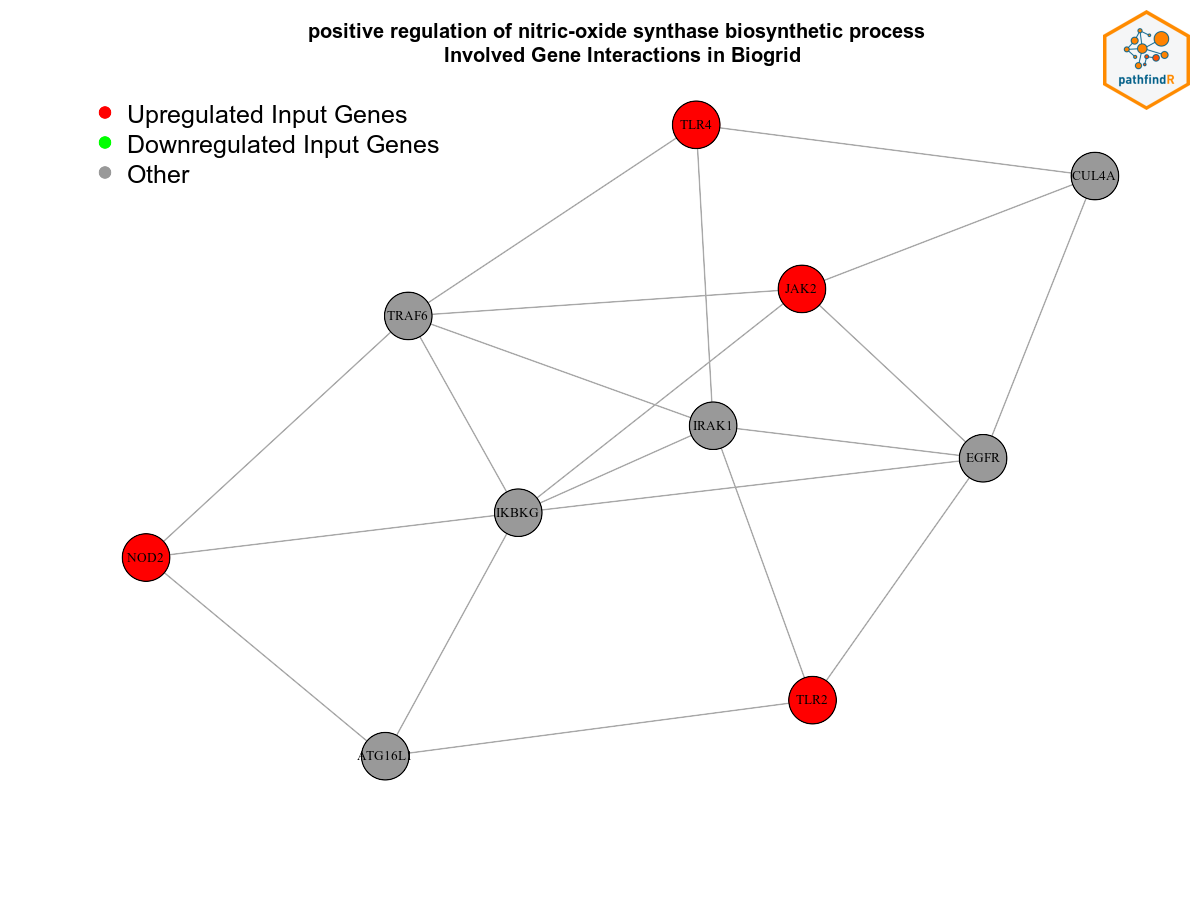 positive regulation of nitric-oxide synthase biosynthetic process
Involved Gene Interactions in Biogrid
pathfindR
Upregulated Input Genes
Downregulated Input Genes
Other
TLR4
CUL4A
JAK2
TRAF6
IRAK1
EGFR
IKBKG
NOD2
TLR2
ATG16L1